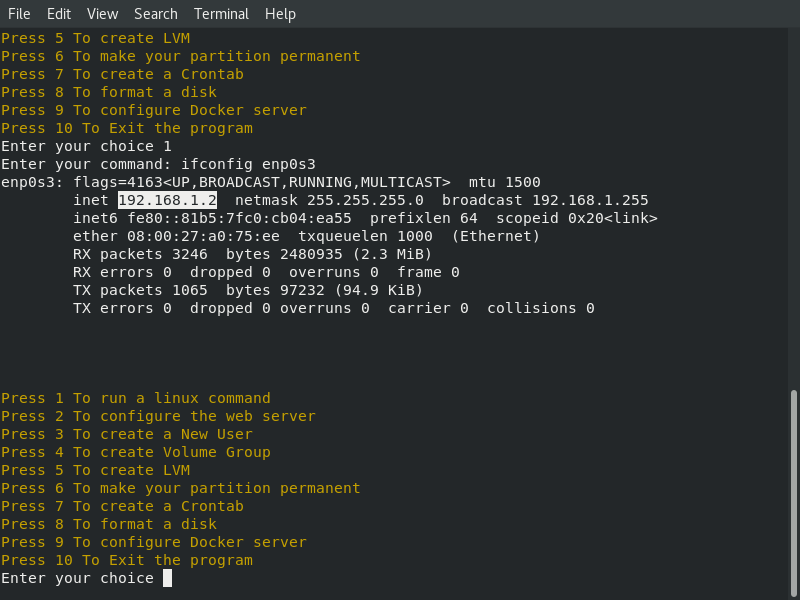 File Edit View Search Terminal Help
Press 5 To create LVM
Press 6 To make your partition permanent
Press 7 To create a Crontab
Press 8 To format a disk
Press 9 To configure Docker server
Press 10 To Exit the program
Enter your choice 1
Enter your command: ifconfig enp0s3
enp0s3: flags=4163<UP,BROADCAST,RUNNING,MULTICAST>  mtu 1500
        inet 192.168.1.2  netmask 255.255.255.0  broadcast 192.168.1.255
        inet6 fe80::81b5:7fc0:cb04:ea55  prefixlen 64  scopeid 0x20<link>
        ether 08:00:27:a0:75:ee  txqueuelen 1000  (Ethernet)
        RX packets 3246  bytes 2480935 (2.3 MiB)
        RX errors 0  dropped 0  overruns 0  frame 0
        TX packets 1065  bytes 97232 (94.9 KiB)
        TX errors 0  dropped 0 overruns 0  carrier 0  collisions 0
Press 1 To run a linux command
Press 2 To configure the web server
Press 3 To create a New User
Press 4 To create Volume Group
Press 5 To create LVM
Press 6 To make your partition permanent
Press 7 To create a Crontab
Press 8 To format a disk
Press 9 To configure Docker server
Press 10 To Exit the program
Enter your choice